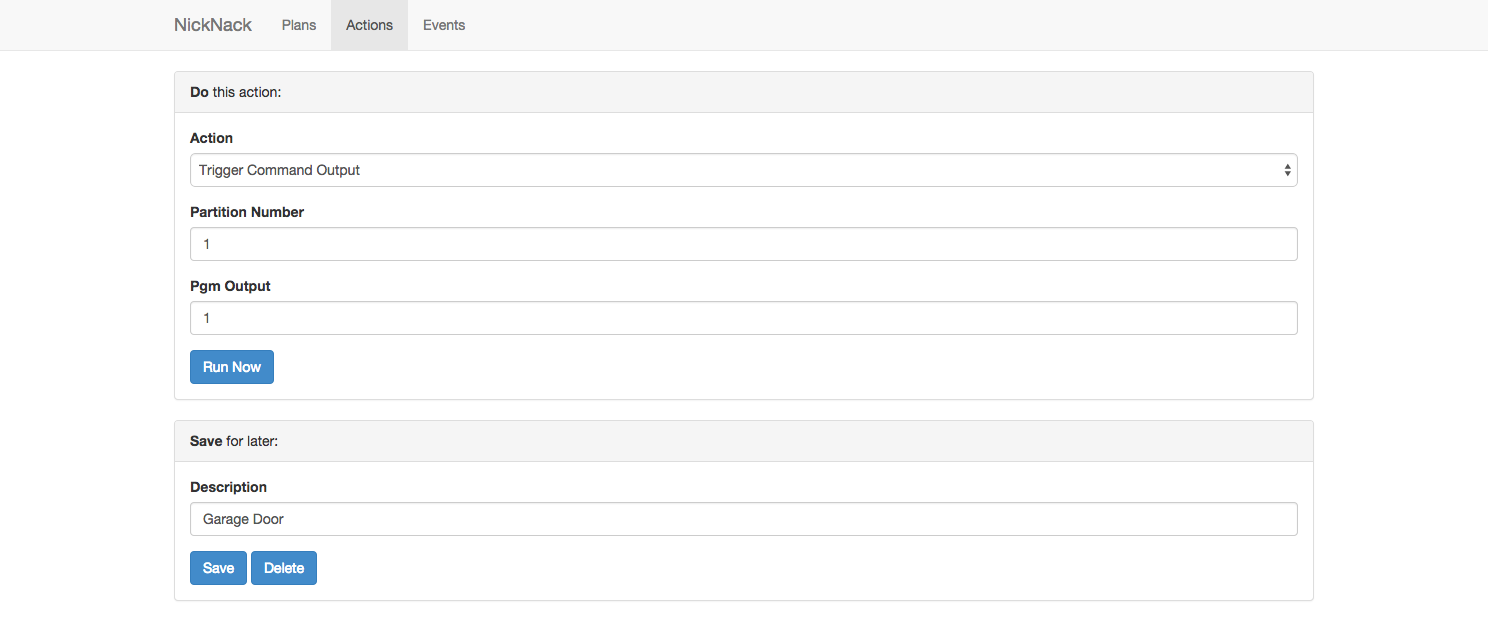 NickNack Plans Actions Events
Do this action:
Action
Trigger Command Output
Partition Number
1
Pgm Output
1
Run Now
Save for later:
Description
Garage Door
Save Delete